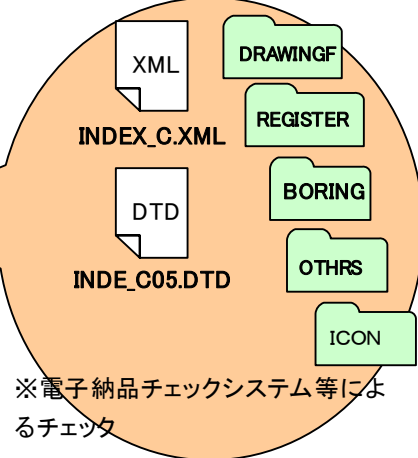 XML
INDEX_C.XML
DTD
INDE_C05.DTD
DRAWINGF
REGISTER
BORING
OTHRS
ICON
※電子納品チェックシステム等によ
るチェック